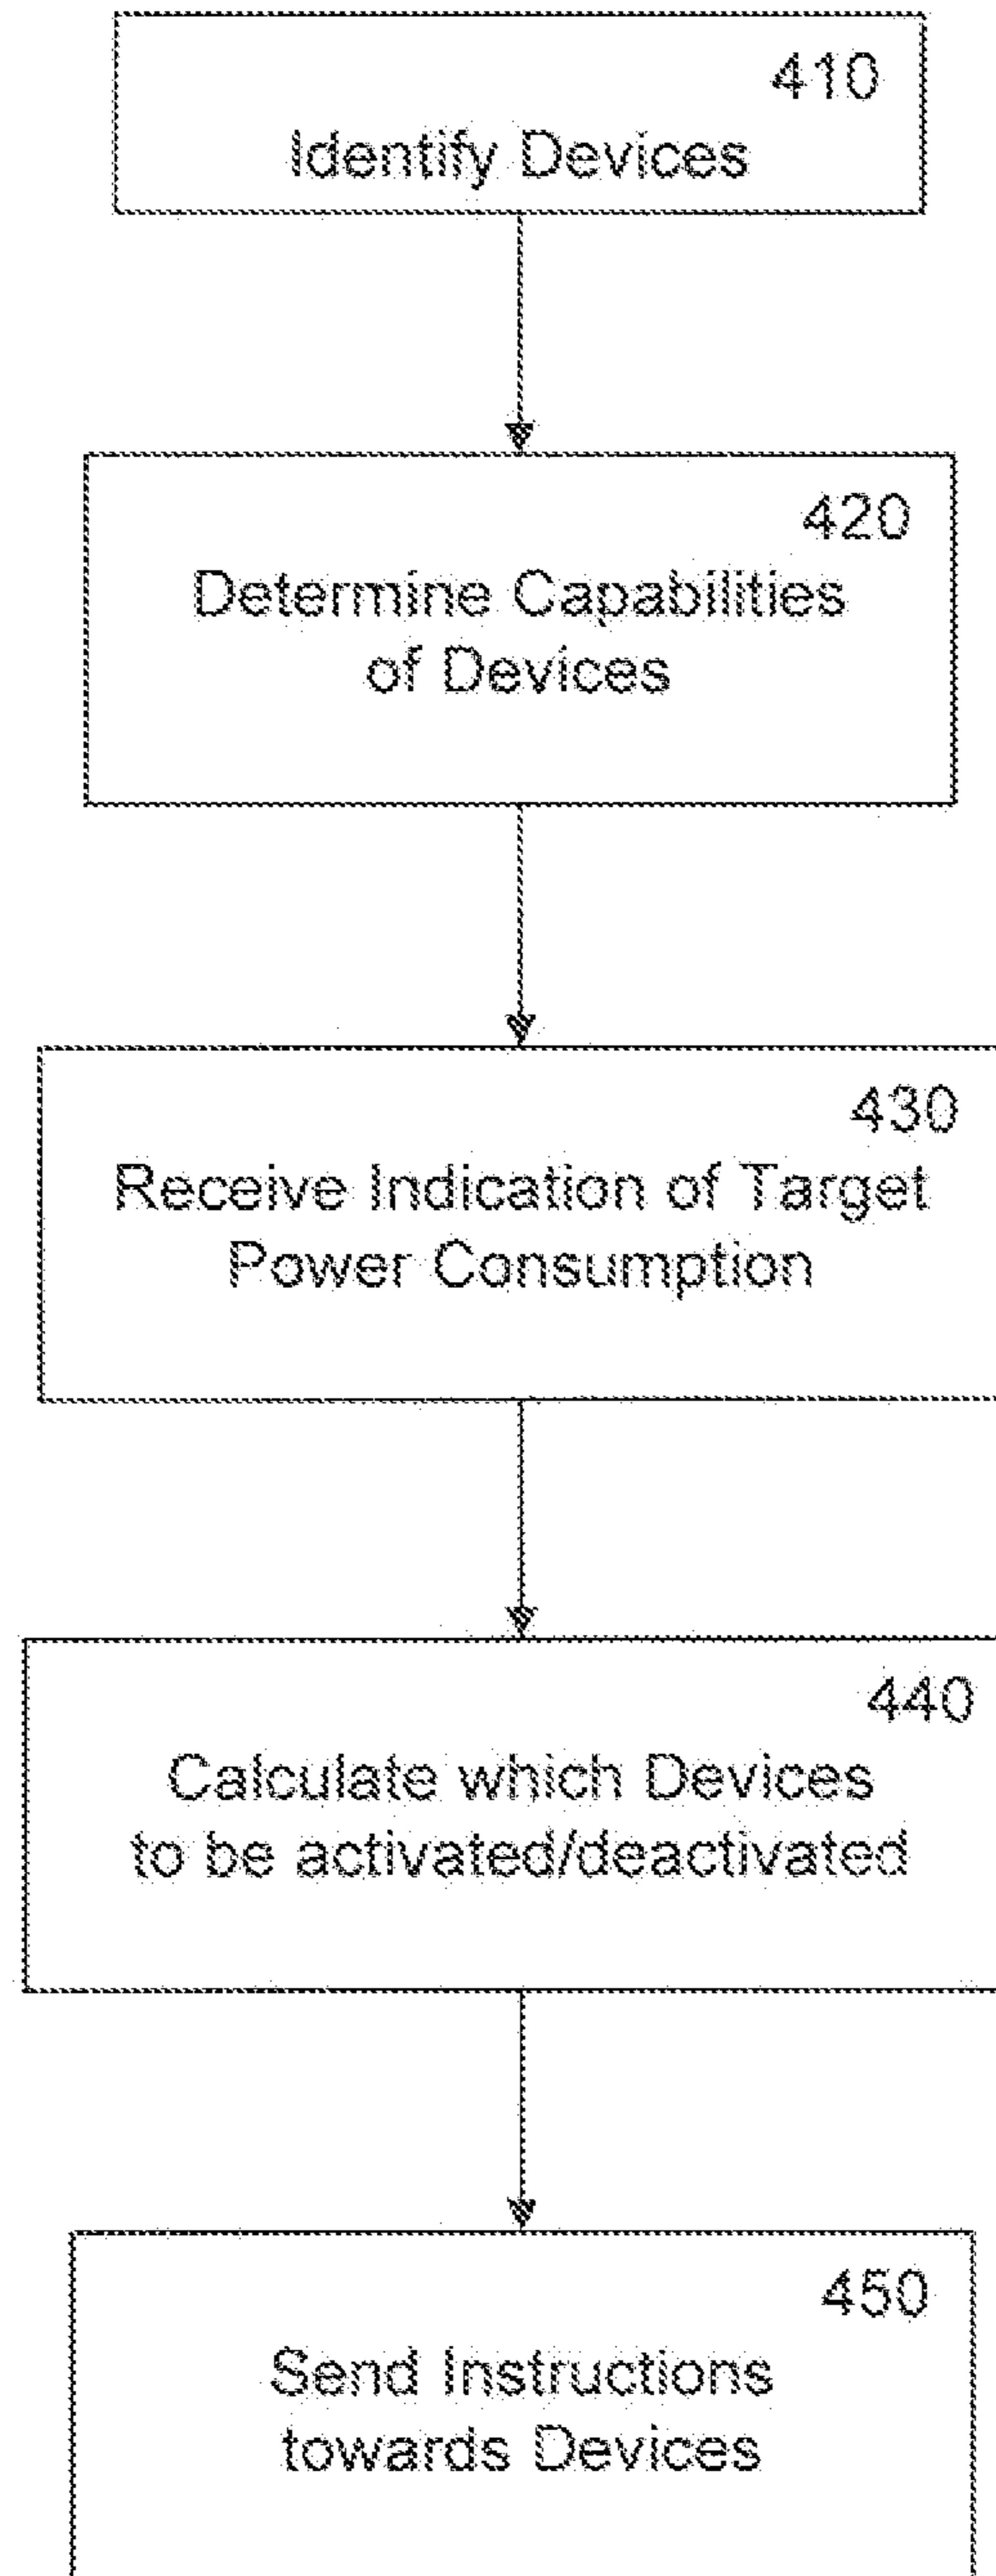 410
Identify Devices
420
Determine Capabilities
of Devices
430
Receive Indication of Target
Power Consumption
440
Calculate which Devices
to be activated/deactivated
450
Send Instructions
towards Devices